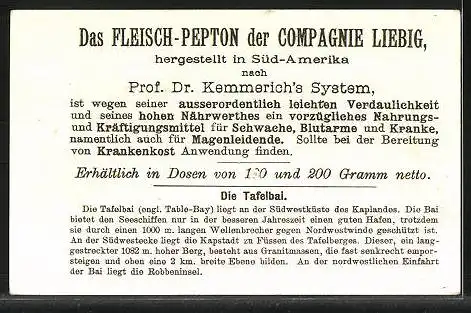 Das FLEISCH-PEPTON der COMPAGNIE LIEBIG,
hergestellt in Süd-Amerika
nach
Prof. Dr. Kemmerich's System,
ist wegen seiner ausserordentlich leichten Verdaulichkeit
und seines hohen Nährwerthes ein vorzügliches Nahrungs-
und Kräftigungsmittel für Schwache, Blutarme und Kranke,
namentlich auch für Magenleidende. Sollte bei der Bereitung
von Krankenkost Anwendung finden.
Erhältlich in Dosen von und 200 Gramm netto.
Die Tafelbai.
Die Tafelbai (engl. Table-Bay) liegt an der Südwestküste des Kaplandes. Die Bai
bietet den Seeschiffen nur in der besseren Jahreszeit einen guten Hafen, trotzdem
sie durch einen 1000 m. langen Wellenbrecher gegen Nordwestwinde geschützt ist.
An der Südwestecke liegt die Kapstadt zu Füssen des Tafelberges. Dieser, ein lang-
gestreckter 1082 m. hoher Berg, besteht aus Granitmassen, die fast senkrecht empor-
steigen und oben eine 2 km. breite Ebene bilden. An der nordwestlichen Einfahrt
der Bai liegt die Robbeninsel.